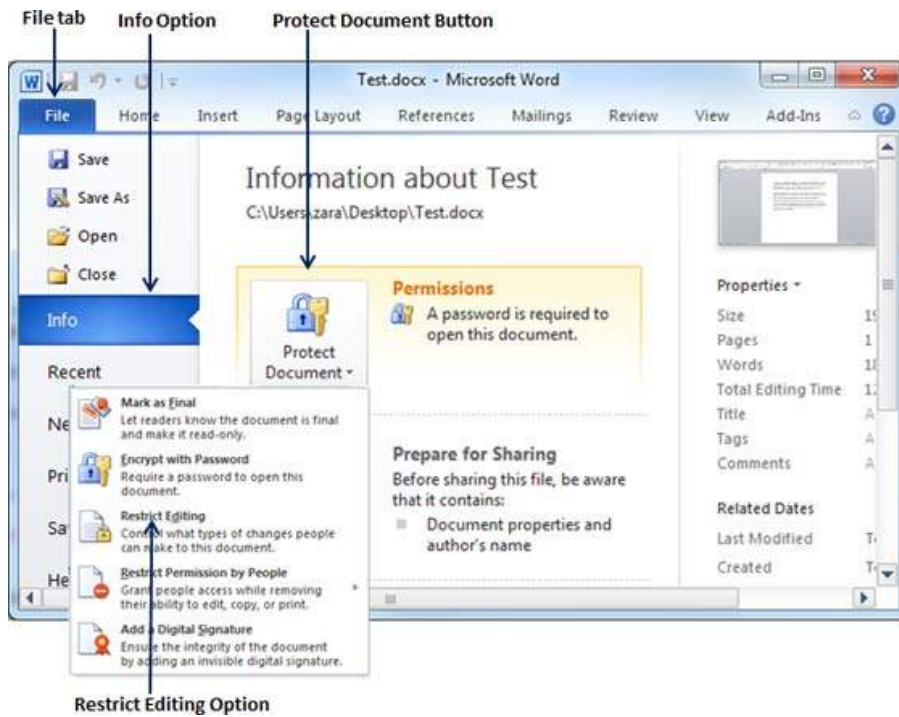 File tab Info Option Protect Document Button
Test.docx - Microsoft Word
File Home Insert Page Layout References Mailings Review View Add-Ins
Save
Save As
Open
Close
Info
Recent
Information about Test
C:\Users\zara\Desktop\Test.docx
Protect
Document
Permissions
A password is required to
open this document.
Mark as Final
Let readers know the document is final
and make it read-only.
Encrypt with Password
Require a password to open this
document.
Restrict Editing
Control what types of changes people
can make to this document.
Restrict Permission by People
Grant people access while removing
their ability to edit, copy, or print.
Add a Digital Signature
Ensure the integrity of the document
by adding an invisible digital signature.
Prepare for Sharing
Before sharing this file, be aware
that it contains:
Document properties and
author's name
Properties
Size
Pages 1
Words
Total Editing Time
Title
Tags
Comments
Related Dates
Last Modified
Created
Restrict Editing Option